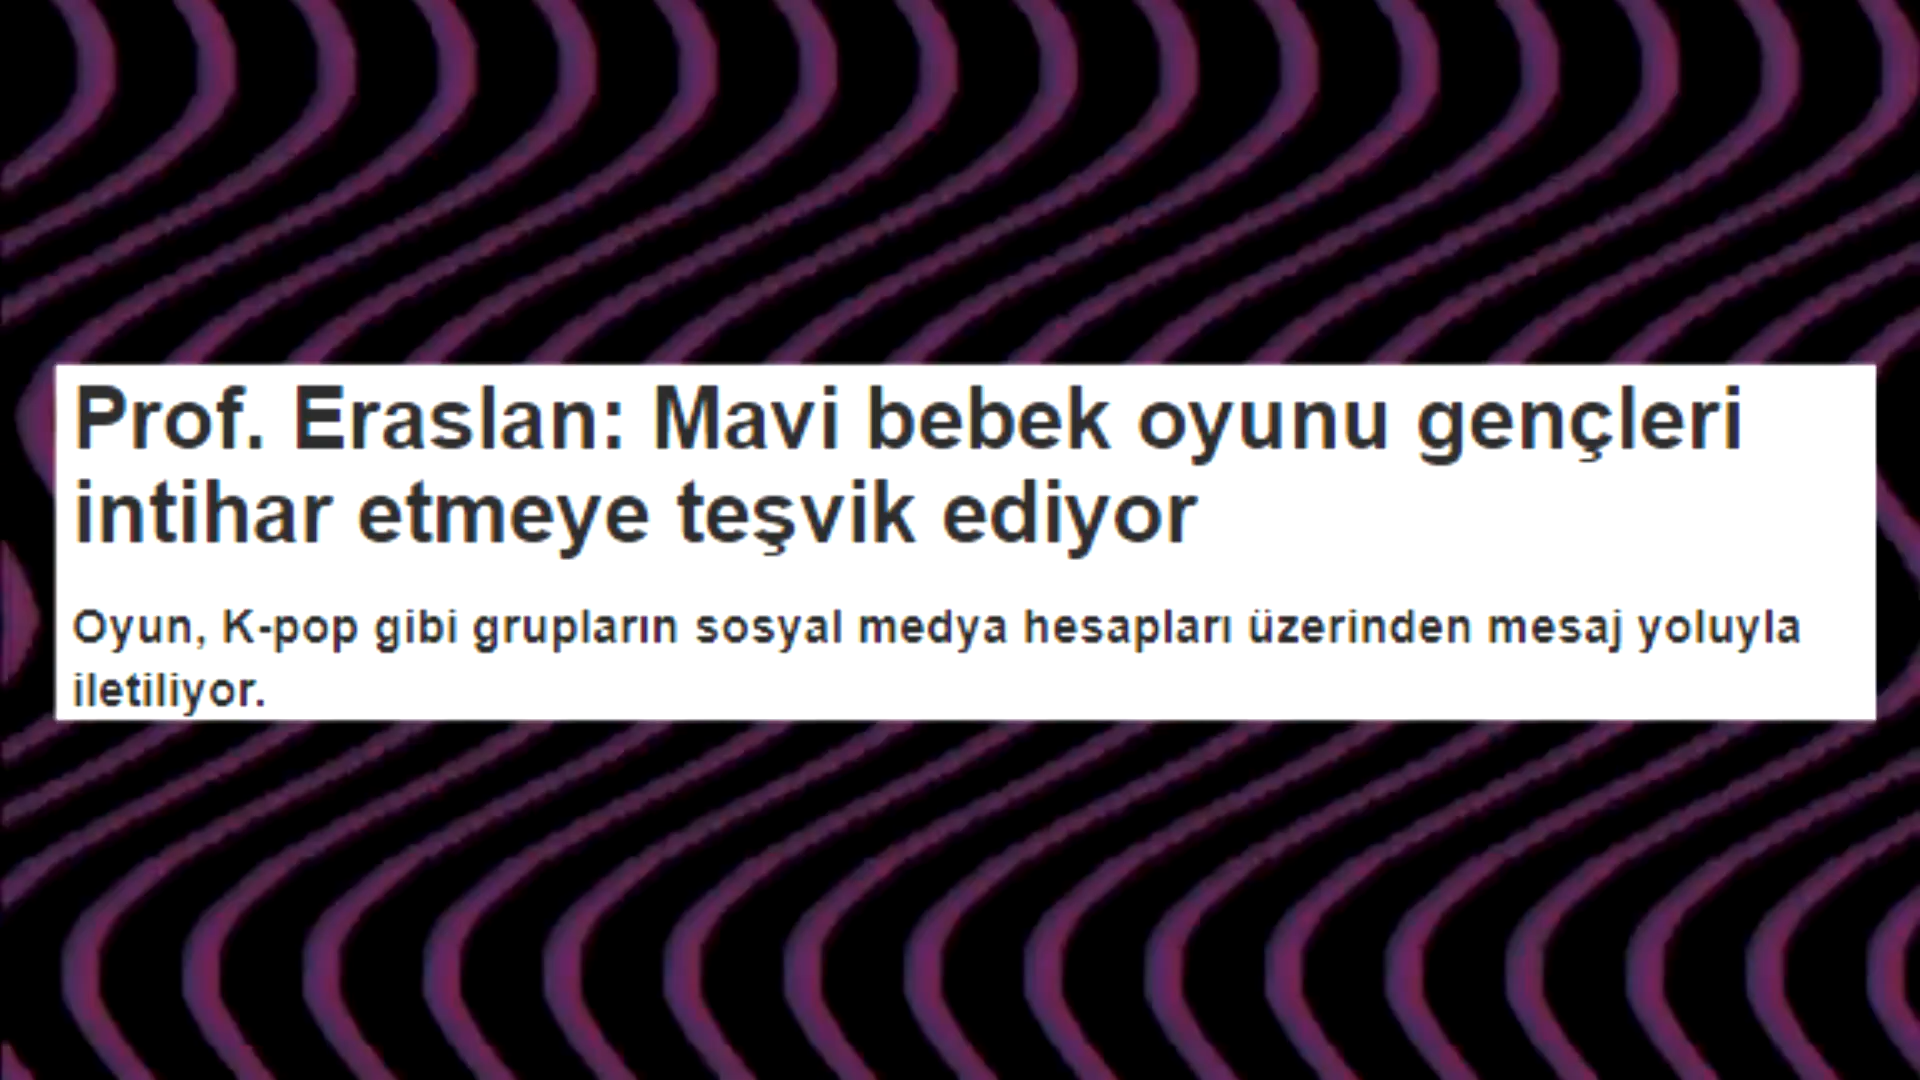 Prof. Eraslan: Mavi bebek oyunu gençleri
intihar etmeye teşvik ediyor
Oyun, K-pop gibi grupların sosyal medya hesapları üzerinden mesaj yoluyla
iletiliyor.